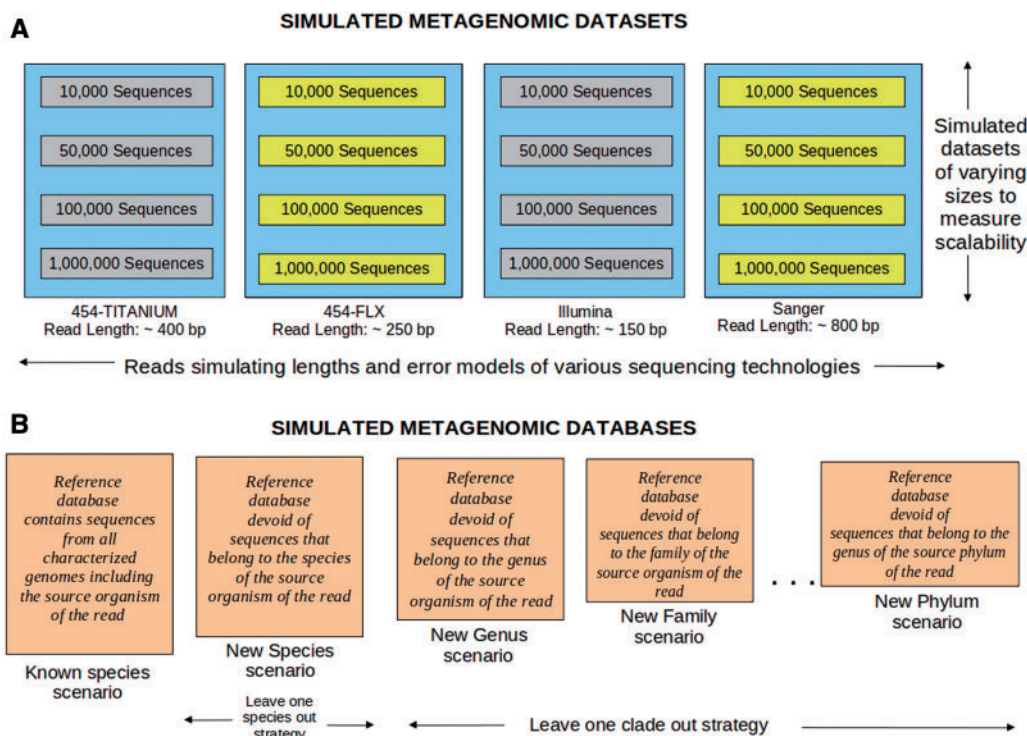 A
SIMULATED METAGENOMIC DATASETS
10,000 Sequences
50,000 Sequences
100,000 Sequences
1,000,000 Sequences
454-TITANIUM
Read Length: ~ 400 bp
10,000 Sequences
50,000 Sequences
100,000 Sequences
1,000,000 Sequences
454-FLX
Read Length: ~ 250 bp
10,000 Sequences
50,000 Sequences
100,000 Sequences
1,000,000 Sequences
Illumina
Read Length: ~ 150 bp
10,000 Sequences
50,000 Sequences
100,000 Sequences
1,000,000 Sequences
Sanger
Read Length: ~ 800 bp
Simulated
datasets
of varying
sizes to
measure
scalability
Reads simulating lengths and error models of various sequencing technologies
B
SIMULATED METAGENOMIC DATABASES
Reference
database
contains sequences
from all
characterized
genomes including
the source organism
of the read
Known species
scenario
Reference
database
devoid of
sequences that
belong to the species
of the source
organism of the read
New Species
scenario
Reference
database
devoid of
sequences that
belong to the genus
of the source
organism of the read
New Genus
scenario
Reference
database
devoid of
sequences that belong
to the family of the
source organism of the
read
New Family
scenario
. . .
Reference
database
devoid of
sequences that belong to the
genus of the source phylum
of the read
New Phylum
scenario
Leave one
species out
strategy
Leave one clade out strategy